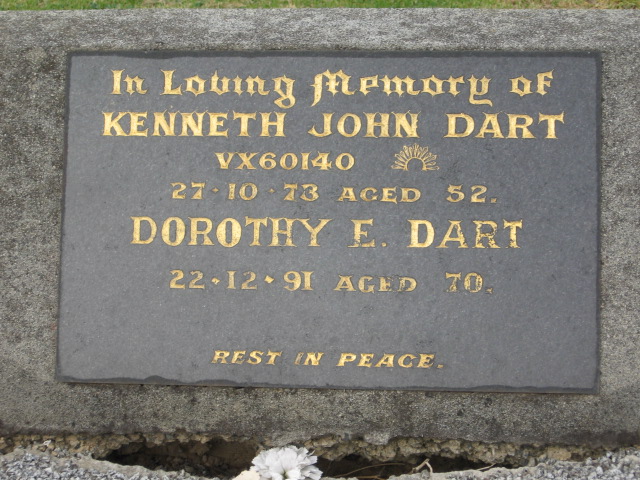 In Loving Memory of
KENNETH JOHN DART
VX60140
27·10·73 AGED 52.
DOROTHY E. DART
22·12·91 AGED 70.
REST IN PEACE.